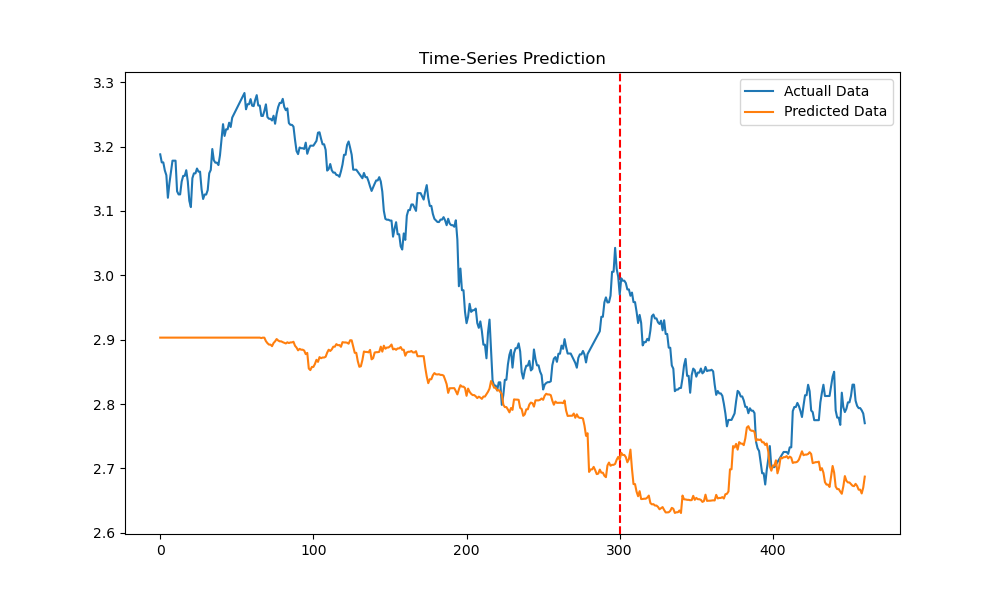 Time-Series Prediction
Actuall Data
Predicted Data
3.3
3.2
3.1
3.0
2.9
2.8
2.7
2.6
0 100 200 300 400